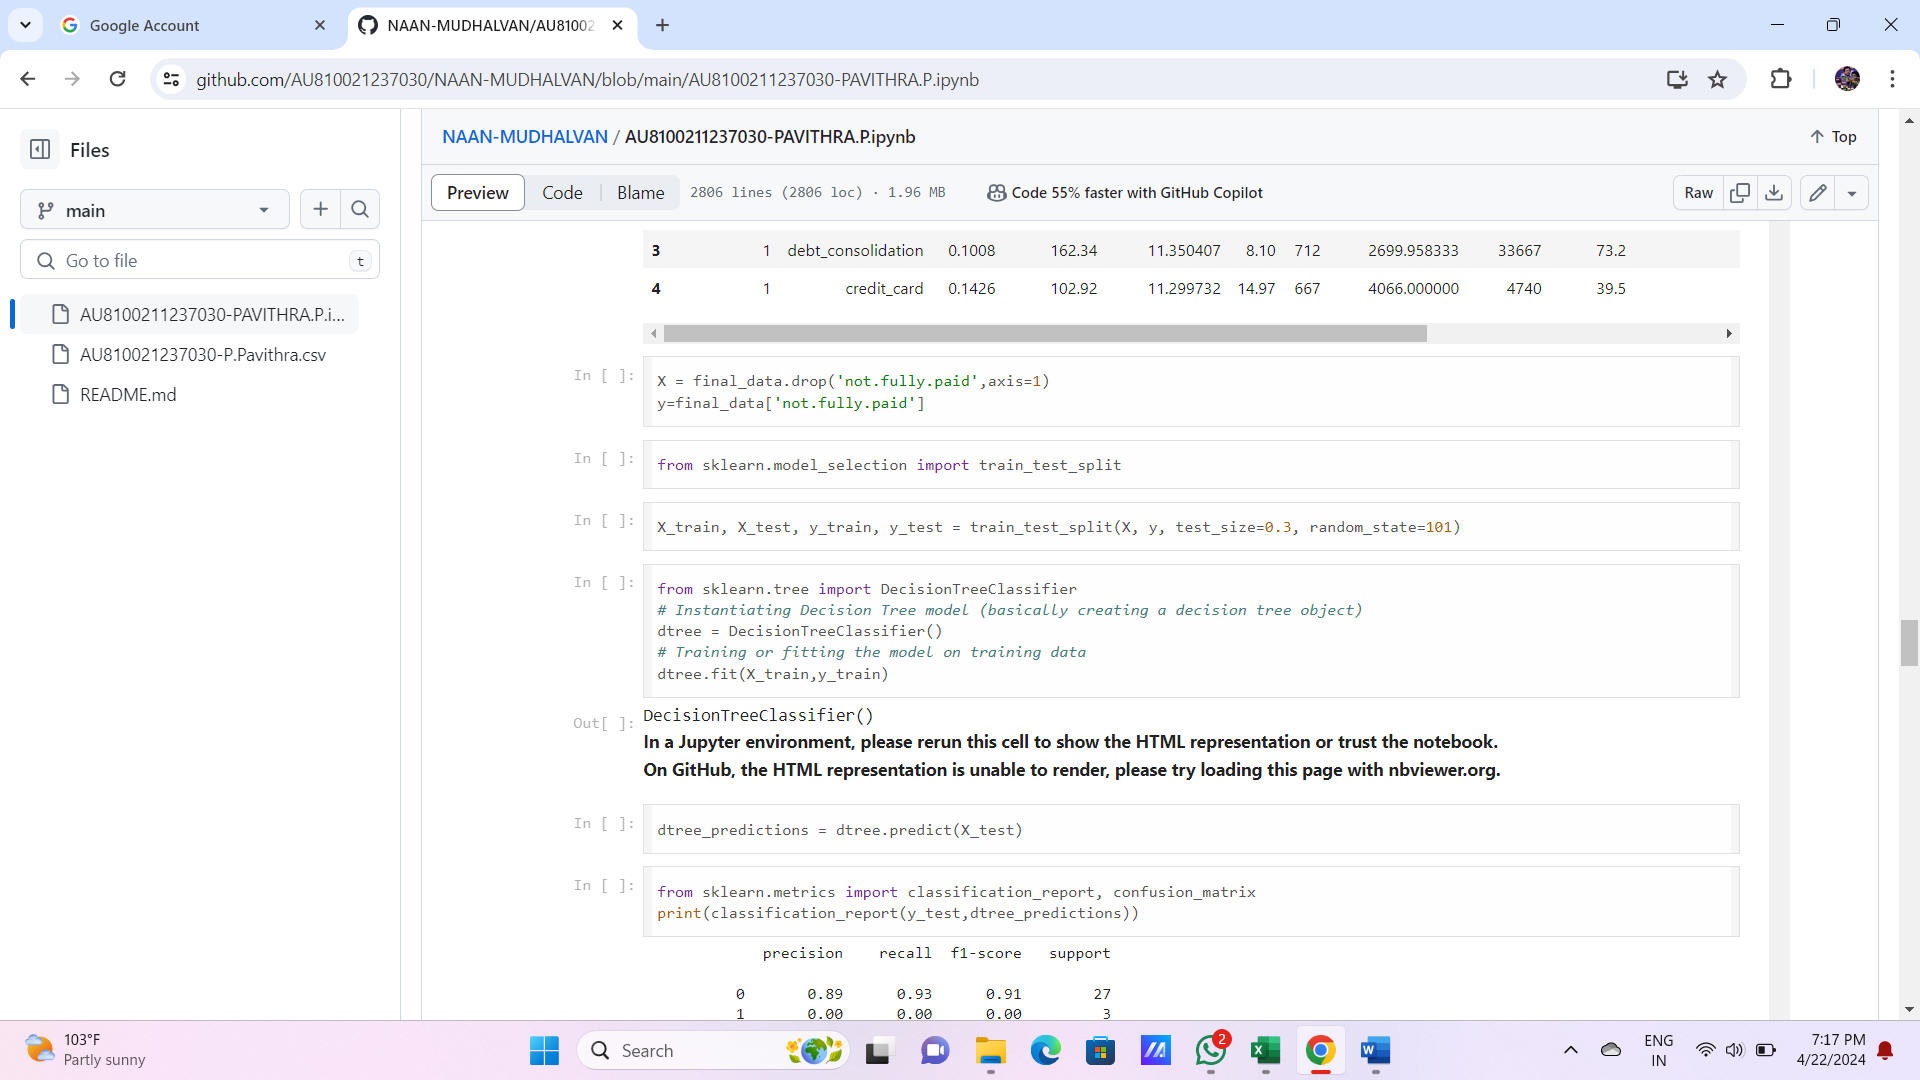 Google Account
NAAN-MUDHALVAN/AU81002
github.com/AU810021237030/NAAN-MUDHALVAN/blob/main/AU8100211237030-PAVITHRA.P.ipynb
Files
main
Go to file
t
AU8100211237030-PAVITHRA.P.i...
AU810021237030-P.Pavithra.csv
README.md
NAAN-MUDHALVAN / AU8100211237030-PAVITHRA.P.ipynb
Top
Preview Code Blame 2806 lines (2806 loc) · 1.96 MB Code 55% faster with GitHub Copilot Raw
3 1 debt_consolidation 0.1008 162.34 11.350407 8.10 712 2699.958333 33667 73.2
4 1 credit_card 0.1426 102.92 11.299732 14.97 667 4066.000000 4740 39.5
In [ ]:
X = final_data.drop('not.fully.paid',axis=1)
y=final_data['not.fully.paid']
In [ ]:
from sklearn.model_selection import train_test_split
In [ ]:
X_train, X_test, y_train, y_test = train_test_split(X, y, test_size=0.3, random_state=101)
In [ ]:
from sklearn.tree import DecisionTreeClassifier
# Instantiating Decision Tree model (basically creating a decision tree object)
dtree = DecisionTreeClassifier()
# Training or fitting the model on training data
dtree.fit(X_train,y_train)
Out[ ]:
DecisionTreeClassifier()
In a Jupyter environment, please rerun this cell to show the HTML representation or trust the notebook.
On GitHub, the HTML representation is unable to render, please try loading this page with nbviewer.org.
In [ ]:
dtree_predictions = dtree.predict(X_test)
In [ ]:
from sklearn.metrics import classification_report, confusion_matrix
print(classification_report(y_test,dtree_predictions))
precision recall f1-score support
0 0.89 0.93 0.91 27
1 0.00 0.00 0.00 3
103°F
Partly sunny
Search
2
ENG
IN
7:17 PM
4/22/2024